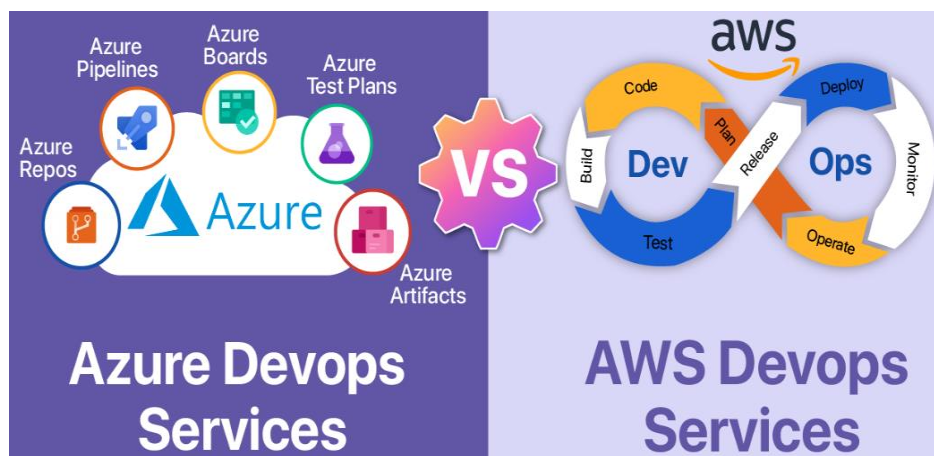 Azure
Repos
Azure
Pipelines
Azure
Boards
Azure
Test Plans
Azure
Artifacts
Azure
Azure Devops
Services
VS
aws
Code
Build
Test
Dev
Plan
Release
Deploy
Ops
Monitor
Operate
AWS Devops
Services